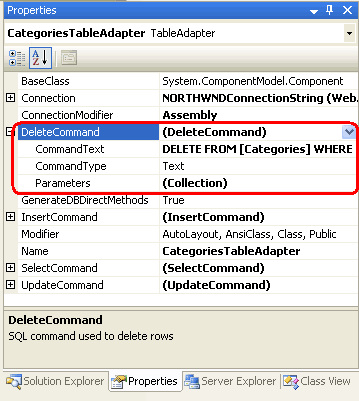 Properties
CategoriesTableAdapter TableAdapter
BaseClass System.ComponentModel.Component
Connection NORTHWNDConnectionString (Web.
ConnectionModifier Assembly
DeleteCommand (DeleteCommand)
CommandText DELETE FROM [Categories] WHERE
CommandType Text
Parameters (Collection)
GenerateDBDirectMethods True
InsertCommand (InsertCommand)
Modifier AutoLayout, AnsiClass, Class, Public
Name CategoriesTableAdapter
SelectCommand (SelectCommand)
UpdateCommand (UpdateCommand)
DeleteCommand
SQL command used to delete rows
Solution Explorer Properties Server Explorer Class View